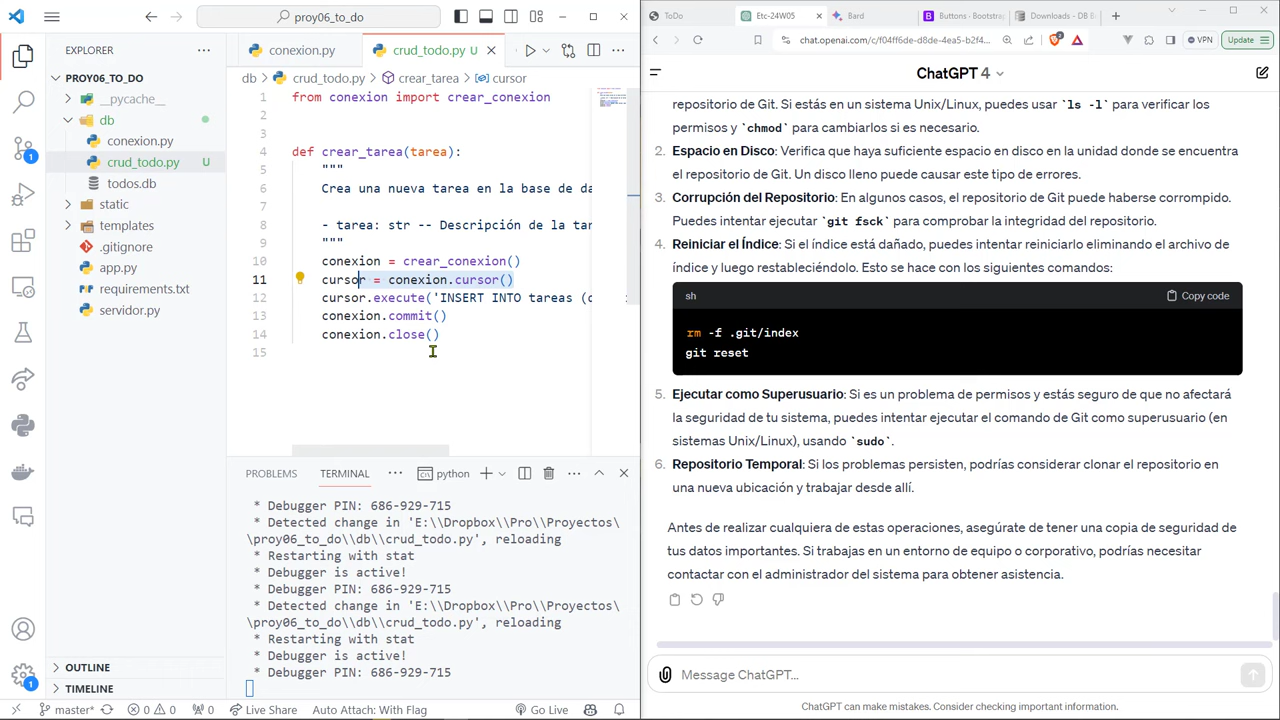 proy06_to_do
EXPLORER
PROY06_TO_DO
__pycache__
db
conexion.py
crud_todo.py U
todos.db
static
templates
.gitignore
app.py
requirements.txt
servidor.py
OUTLINE
TIMELINE
conexion.py
crud_todo.py U
db > crud_todo.py > crear_tarea > cursor
1 from conexion import crear_conexion
2
3
4 def crear_tarea(tarea):
5 """
6 Crea una nueva tarea en la base de da
7
8 - tarea: str -- Descripción de la tar
9 """
10 conexion = crear_conexion()
11 cursor = conexion.cursor()
12 cursor.execute('INSERT INTO tareas (
13 conexion.commit()
14 conexion.close()
15
PROBLEMS TERMINAL python
* Debugger PIN: 686-929-715
* Detected change in 'E:\\Dropbox\\Pro\\Proyectos\
\proy06_to_do\\db\\crud_todo.py', reloading
* Restarting with stat
* Debugger is active!
* Debugger PIN: 686-929-715
* Detected change in 'E:\\Dropbox\\Pro\\Proyectos\
\proy06_to_do\\db\\crud_todo.py', reloading
* Restarting with stat
* Debugger is active!
* Debugger PIN: 686-929-715
1
1
master* 0 0 0 Live Share Auto Attach: With Flag Go Live
ToDo
Etc-24W05
Bard
Buttons · Bootstrap
Downloads - DB B
chat.openai.com/c/f04ff6de-d8de-4ea5-b2f4...
VPN
Update
ChatGPT 4
repositorio de Git. Si estás en un sistema Unix/Linux, puedes usar `ls -l` para verificar los
permisos y `chmod` para cambiarlos si es necesario.
2. Espacio en Disco: Verifica que haya suficiente espacio en disco en la unidad donde se encuentra
el repositorio de Git. Un disco lleno puede causar este tipo de errores.
3. Corrupción del Repositorio: En algunos casos, el repositorio de Git puede haberse corrompido.
Puedes intentar ejecutar `git fsck` para comprobar la integridad del repositorio.
4. Reiniciar el Índice: Si el índice está dañado, puedes intentar reiniciarlo eliminando el archivo de
índice y luego restableciéndolo. Esto se hace con los siguientes comandos:
sh Copy code
rm -f .git/index
git reset
5. Ejecutar como Superusuario: Si es un problema de permisos y estás seguro de que no afectará
la seguridad de tu sistema, puedes intentar ejecutar el comando de Git como superusuario (en
sistemas Unix/Linux), usando `sudo`.
6. Repositorio Temporal: Si los problemas persisten, podrías considerar clonar el repositorio en
una nueva ubicación y trabajar desde allí.
Antes de realizar cualquiera de estas operaciones, asegúrate de tener una copia de seguridad de
tus datos importantes. Si trabajas en un entorno de equipo o corporativo, podrías necesitar
contactar con el administrador del sistema para obtener asistencia.
Message ChatGPT...
ChatGPT can make mistakes. Consider checking important information.